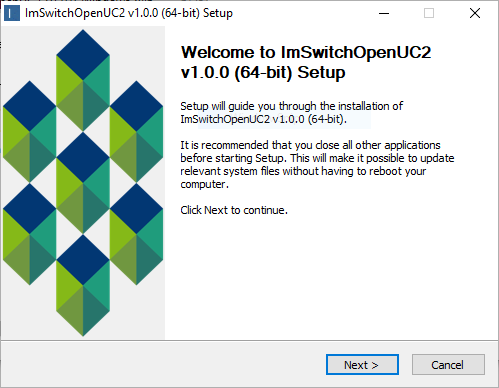 ImSwitchOpenUC2 v1.0.0 (64-bit) Setup
Welcome to ImSwitchOpenUC2
v1.0.0 (64-bit) Setup
Setup will guide you through the installation of
ImSwitchOpenUC2 v1.0.0 (64-bit).
It is recommended that you close all other applications
before starting Setup. This will make it possible to update
relevant system files without having to reboot your
computer.
Click Next to continue.
Next >
Cancel